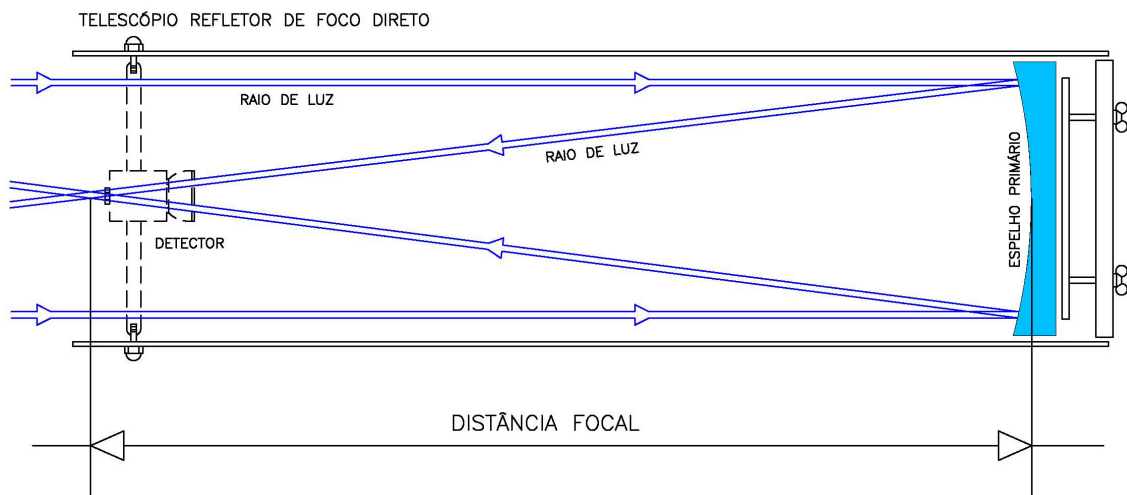 TELESCÓPIO REFLETOR DE FOCO DIRETO
RAIO DE LUZ
RAIO DE LUZ
DETECTOR
ESPELHO PRIMÁRIO
DISTÂNCIA FOCAL